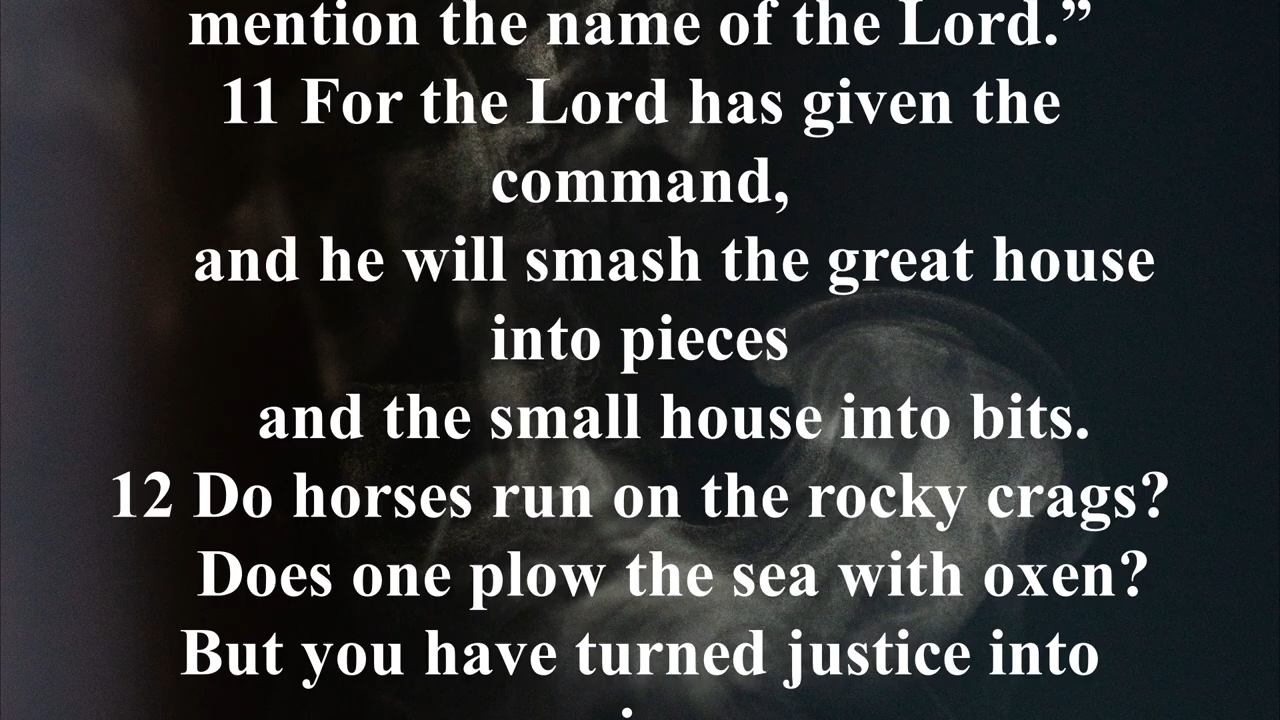 mention the name of the Lord.”
11 For the Lord has given the
command,
and he will smash the great house
into pieces
and the small house into bits.
12 Do horses run on the rocky crags?
Does one plow the sea with oxen?
But you have turned justice into